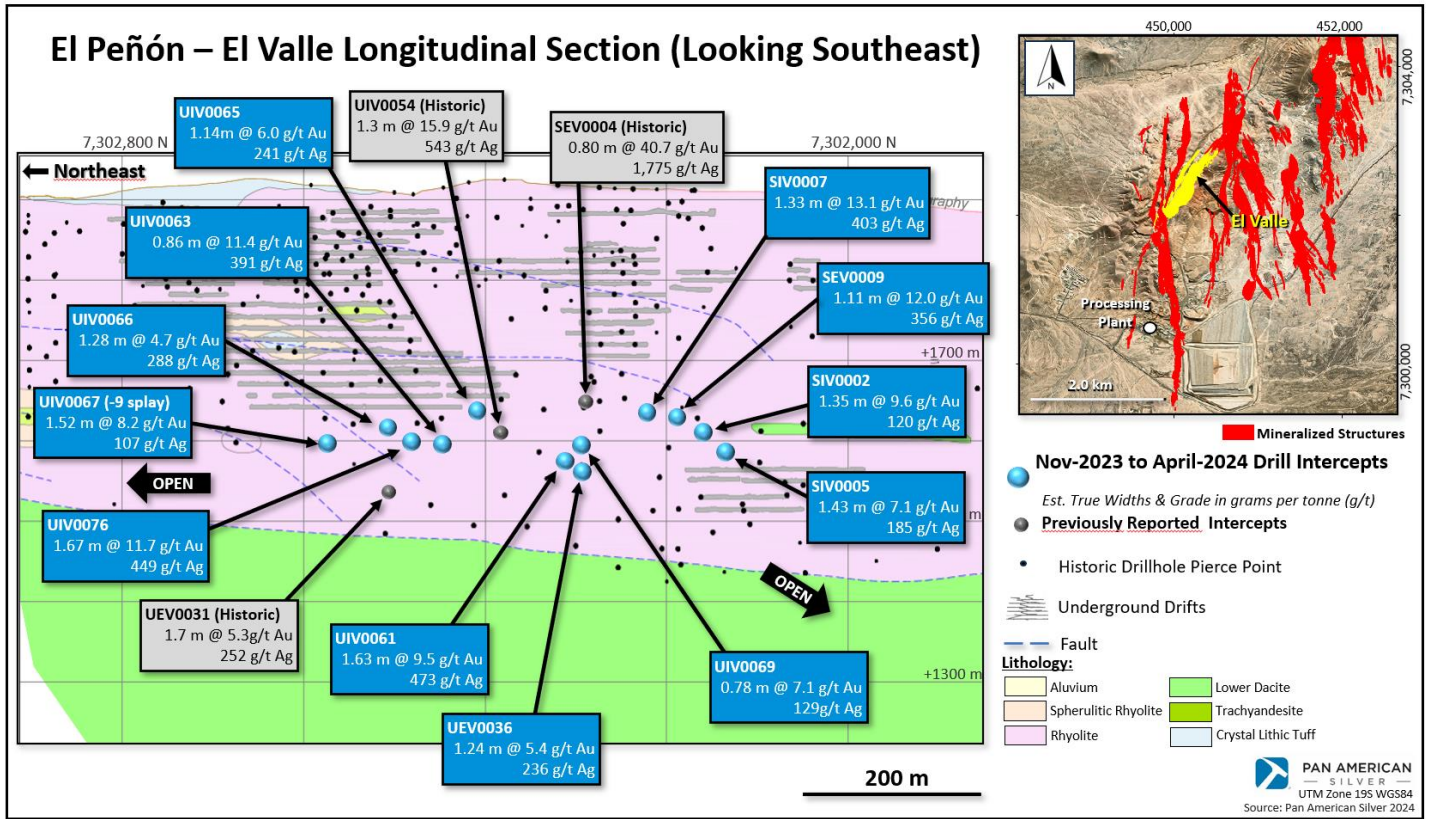 El Peñón – El Valle Longitudinal Section (Looking Southeast)
7,302,800 N
7,302,000 N
Northeast
UIV0065
1.14m @ 6.0 g/t Au
241 g/t Ag
UIV0054 (Historic)
1.3 m @ 15.9 g/t Au
543 g/t Ag
SEV0004 (Historic)
0.80 m @ 40.7 g/t Au
1,775 g/t Ag
SIV0007
1.33 m @ 13.1 g/t Au
403 g/t Ag
raphy
UIV0063
0.86 m @ 11.4 g/t Au
391 g/t Ag
SEV0009
1.11 m @ 12.0 g/t Au
356 g/t Ag
UIV0066
1.28 m @ 4.7 g/t Au
288 g/t Ag
+1700 m
SIV0002
1.35 m @ 9.6 g/t Au
120 g/t Ag
UIV0067 (-9 splay)
1.52 m @ 8.2 g/t Au
107 g/t Ag
OPEN
SIV0005
1.43 m @ 7.1 g/t Au
185 g/t Ag
m
UIV0076
1.67 m @ 11.7 g/t Au
449 g/t Ag
OPEN
UEV0031 (Historic)
1.7 m @ 5.3g/t Au
252 g/t Ag
UIV0061
1.63 m @ 9.5 g/t Au
473 g/t Ag
UIV0069
0.78 m @ 7.1 g/t Au
129g/t Ag
+1300 m
UEV0036
1.24 m @ 5.4 g/t Au
236 g/t Ag
200 m
450,000
452,000
7,304,000
7,300,000
N
El Valle
Processing
Plant
2.0 km
Mineralized Structures
Nov-2023 to April-2024 Drill Intercepts
Est. True Widths & Grade in grams per tonne (g/t)
Previously Reported Intercepts
Historic Drillhole Pierce Point
Underground Drifts
Fault
Lithology:
Aluvium
Lower Dacite
Spherulitic Rhyolite
Trachyandesite
Rhyolite
Crystal Lithic Tuff
PAN AMERICAN
SILVER
UTM Zone 19S WGS84
Source: Pan American Silver 2024